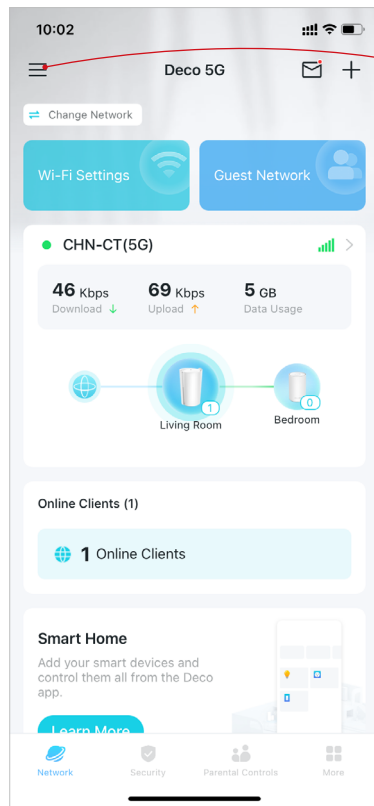 10:02
Deco 5G
Change Network
Wi-Fi Settings
Guest Network
CHN-CT(5G)
46 Kbps
69 Kbps
5 GB
Download ↓
Upload ↑
Data Usage
1
0
Living Room
Bedroom
Online Clients (1)
1 Online Clients
Smart Home
Add your smart devices and
control them all from the Deco
app.
Learn More
Network
Security
Parental Controls
More